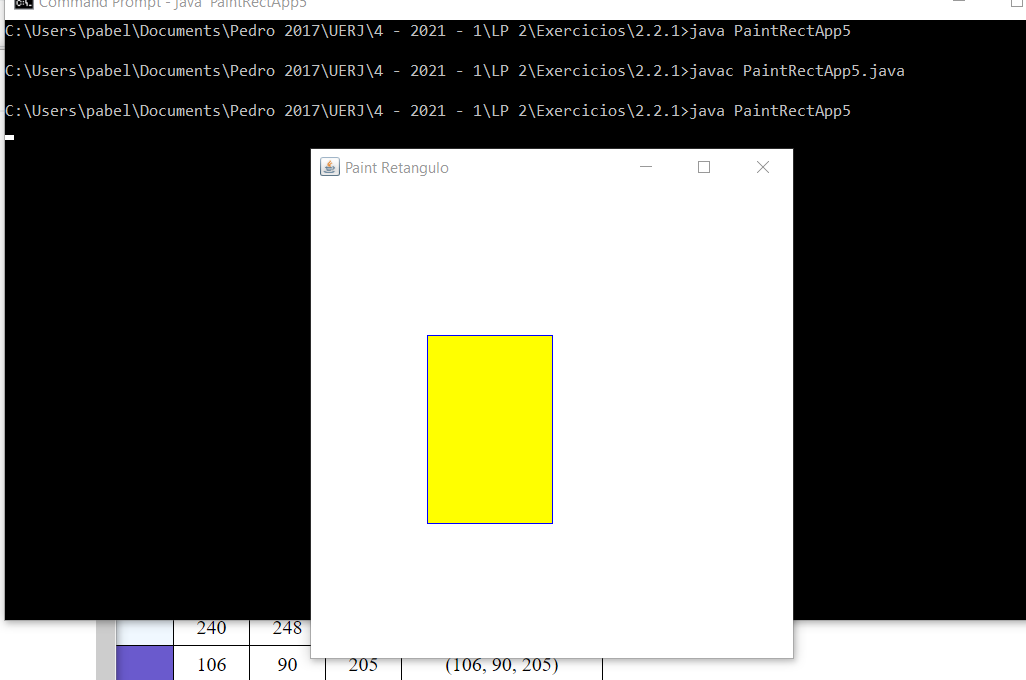 Command Prompt - java PaintRectApp5
C:\Users\pabel\Documents\Pedro 2017\UERJ\4 - 2021 - 1\LP 2\Exercicios\2.2.1>java PaintRectApp5
C:\Users\pabel\Documents\Pedro 2017\UERJ\4 - 2021 - 1\LP 2\Exercicios\2.2.1>javac PaintRectApp5.java
C:\Users\pabel\Documents\Pedro 2017\UERJ\4 - 2021 - 1\LP 2\Exercicios\2.2.1>java PaintRectApp5
Paint Retangulo
240 248
106 90 205 (106, 90, 205)